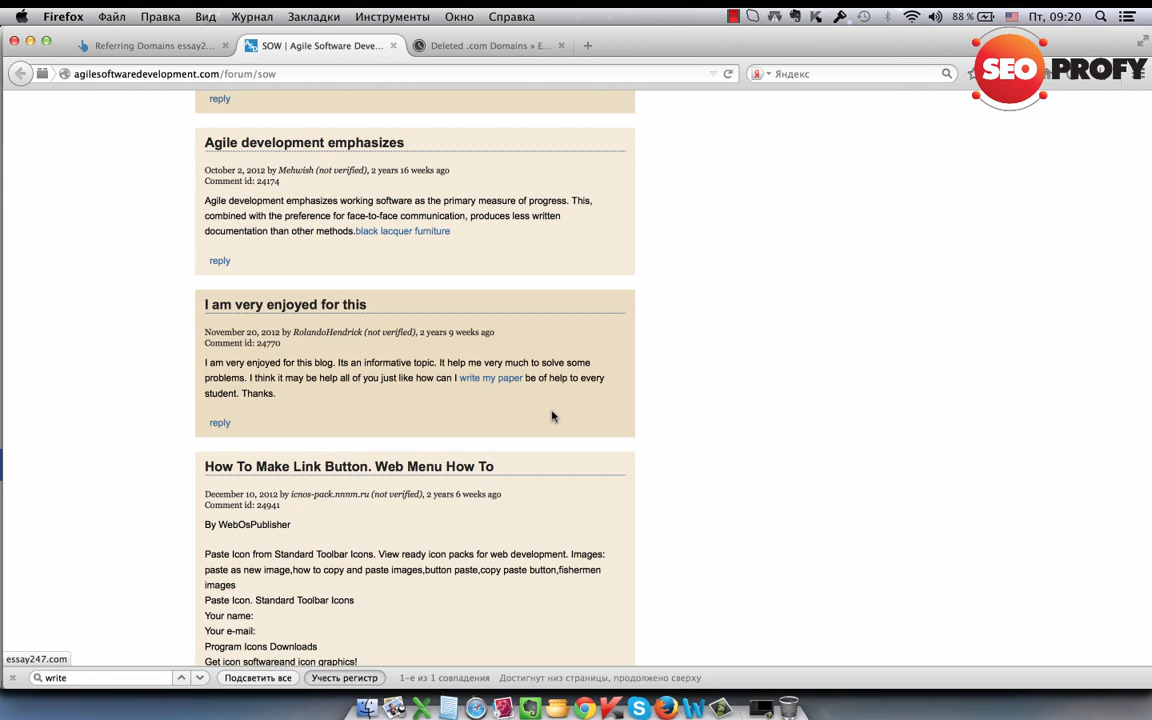 Firefox Файл Правка Вид Журнал Закладки Инструменты Окно Справка 88 % Пт, 09:20
Referring Domains essay2... SOW | Agile Software Deve... Deleted .com Domains » E...
agilesoftwaredevelopment.com/forum/sow Яндекс
SEO PROFY
reply
Agile development emphasizes
October 2, 2012 by Mehwish (not verified), 2 years 16 weeks ago
Comment id: 24174
Agile development emphasizes working software as the primary measure of progress. This,
combined with the preference for face-to-face communication, produces less written
documentation than other methods.black lacquer furniture
reply
I am very enjoyed for this
November 20, 2012 by RolandoHendrick (not verified), 2 years 9 weeks ago
Comment id: 24770
I am very enjoyed for this blog. Its an informative topic. It help me very much to solve some
problems. I think it may be help all of you just like how can I write my paper be of help to every
student. Thanks.
reply
How To Make Link Button. Web Menu How To
December 10, 2012 by icnos-pack.nnnm.ru (not verified), 2 years 6 weeks ago
Comment id: 24941
By WebOsPublisher
Paste Icon from Standard Toolbar Icons. View ready icon packs for web development. Images:
paste as new image,how to copy and paste images,button paste,copy paste button,fishermen
images
Paste Icon. Standard Toolbar Icons
Your name:
Your e-mail:
Program Icons Downloads
Get icon softwareand icon graphics!
essay247.com
write Подсветить все Учесть регистр 1-е из 1 совпадения Достигнут низ страницы, продолжено сверху